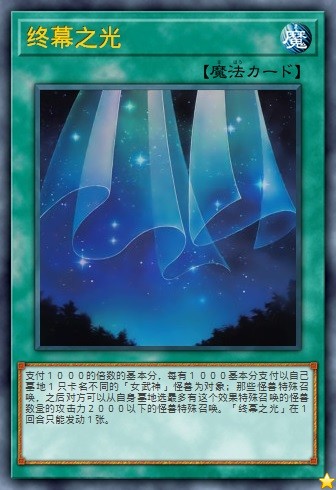 终幕之光
魔
【魔法カード】
支付１０００的倍数的基本分，每有１０００基本分支付以自己
墓地１只卡名不同的「女武神」怪兽为对象；那些怪兽特殊召
唤，之后对方可以从自身墓地选最多有这个效果特殊召唤的怪兽
数量的攻击力２０００以下的怪兽特殊召唤。「终幕之光」在１
回合只能发动１张。